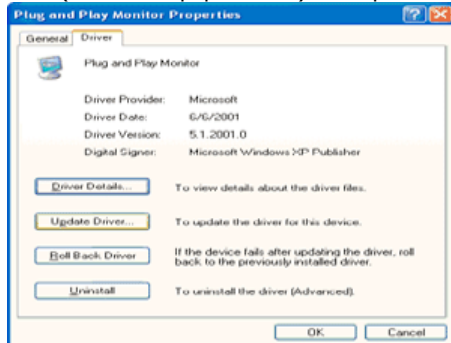 Plug and Play Monitor Properties
General Driver
Plug and Play Monitor
Driver Provider: Microsoft
Driver Date: 6/6/2001
Driver Version: 5.1.2001.0
Digital Signer: Microsoft Windows XP Publisher
Driver Details... To view details about the driver files.
Update Driver... To update the driver for this device.
Roll Back Driver If the device fails after updating the driver, roll
back to the previously installed driver.
Uninstall To uninstall the driver (Advanced).
OK Cancel